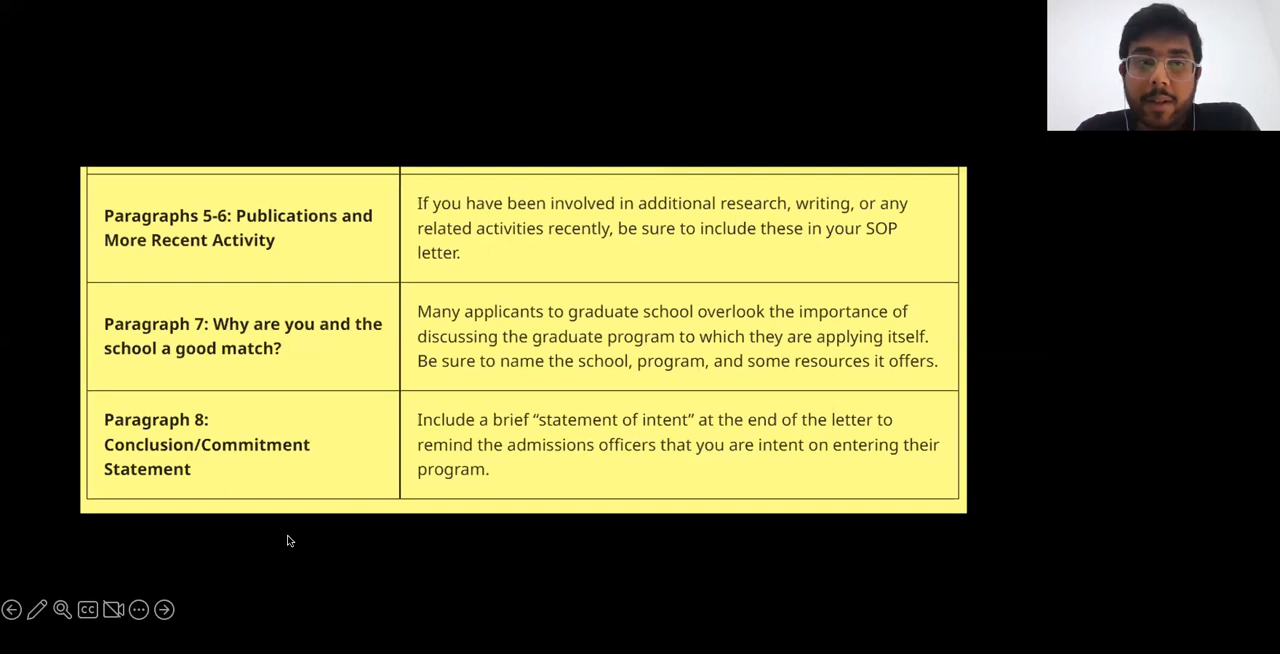 Paragraphs 5-6: Publications and
More Recent Activity
If you have been involved in additional research, writing, or any
related activities recently, be sure to include these in your SOP
letter.
Paragraph 7: Why are you and the
school a good match?
Many applicants to graduate school overlook the importance of
discussing the graduate program to which they are applying itself.
Be sure to name the school, program, and some resources it offers.
Paragraph 8:
Conclusion/Commitment
Statement
Include a brief “statement of intent” at the end of the letter to
remind the admissions officers that you are intent on entering their
program.
CC